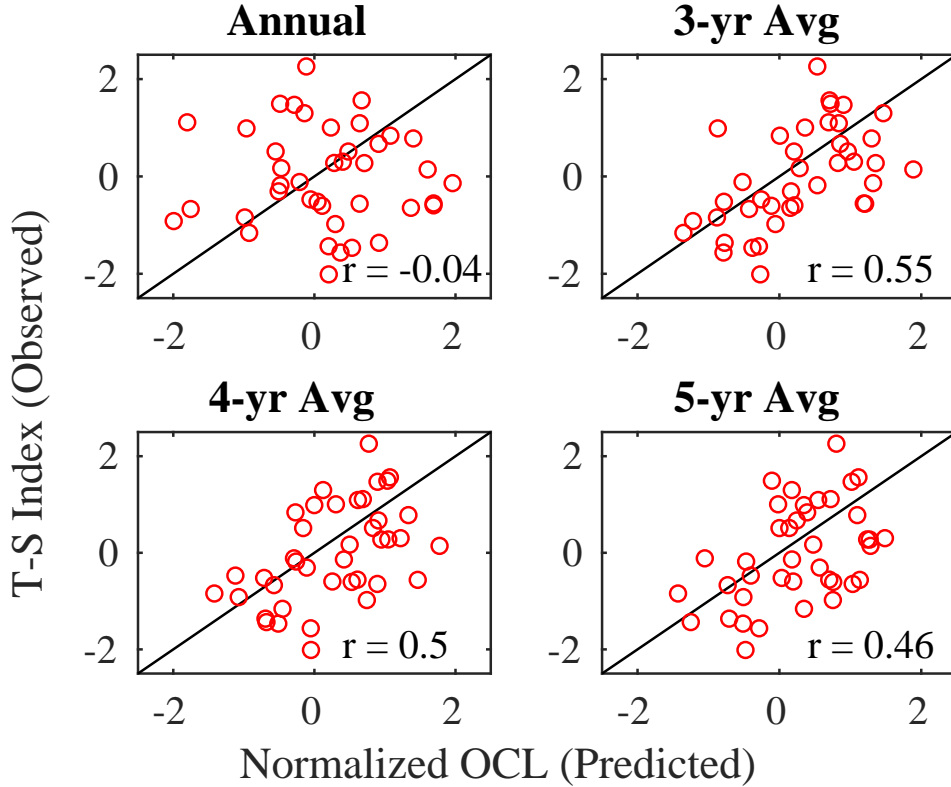 Annual
3-yr Avg
2
0
-2
r = -0.04
r = 0.55
-2 0 2
-2 0 2
4-yr Avg
5-yr Avg
2
0
-2
r = 0.5
r = 0.46
-2 0 2
-2 0 2
T-S Index (Observed)
Normalized OCL (Predicted)
2
0
-2
2
0
-2